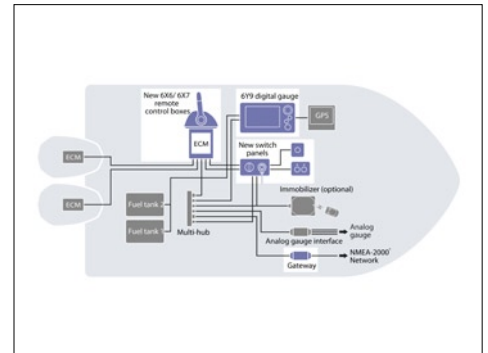 New 6X6/ 6X7
remote
control boxes
6Y9 digital gauge
GPS
ECM
New switch
panels
ECM
ECM
Immobilizer (optional)
Fuel tank 2
Fuel tank 1
Multi-hub
Analog gauge interface
Analog
gauge
Gateway
NMEA-2000
Network